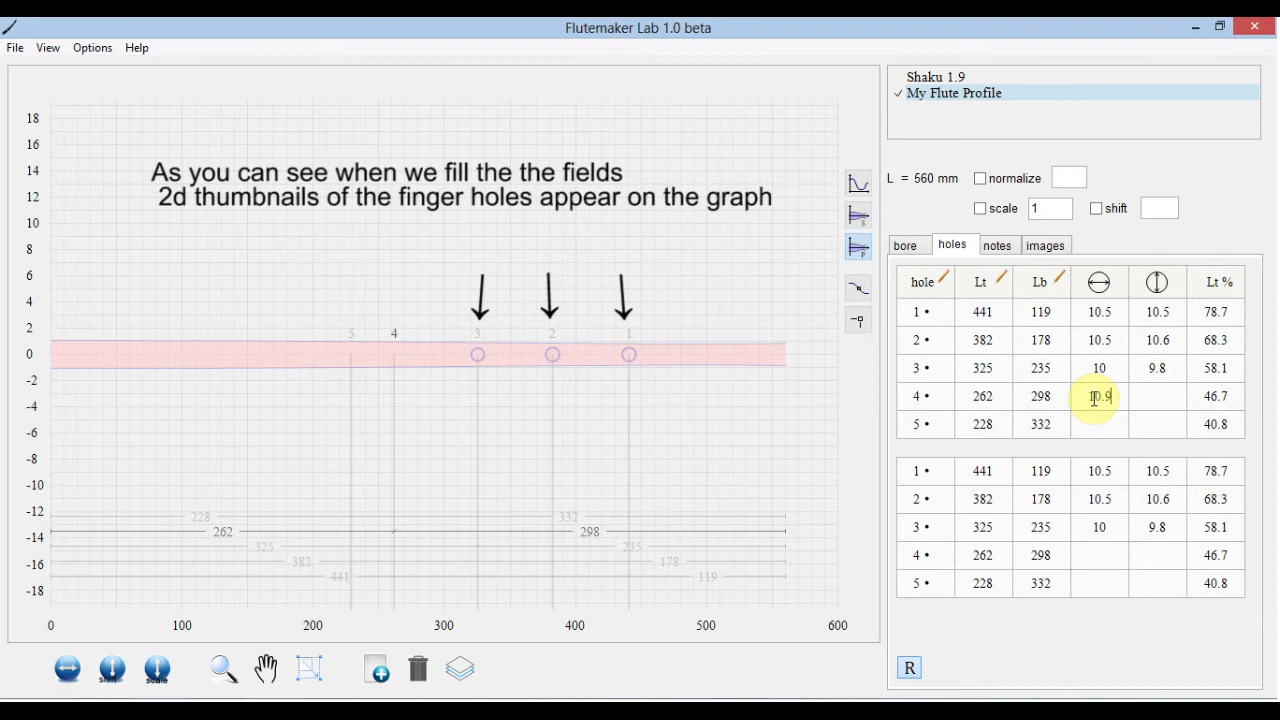 Flutemaker Lab 1.0 beta
File View Options Help
Shaku 1.9
✓ My Flute Profile
L = 560 mm normalize
scale 1 shift
bore holes notes images
hole Lt Lb Lt %
1 • 441 119 10.5 10.5 78.7
2 • 382 178 10.5 10.6 68.3
3 • 325 235 10 9.8 58.1
4 • 262 298 10.9 46.7
5 • 228 332 40.8
1 • 441 119 10.5 10.5 78.7
2 • 382 178 10.5 10.6 68.3
3 • 325 235 10 9.8 58.1
4 • 262 298 46.7
5 • 228 332 40.8
R
As you can see when we fill the the fields
2d thumbnails of the finger holes appear on the graph
18
16
14
12
10
8
6
4
2
0
-2
-4
-6
-8
-10
-12
-14
-16
-18
5 4 3 2 1
228 332
262 298
325 235
382 178
441 119
0 100 200 300 400 500 600
S
P
shift
scale